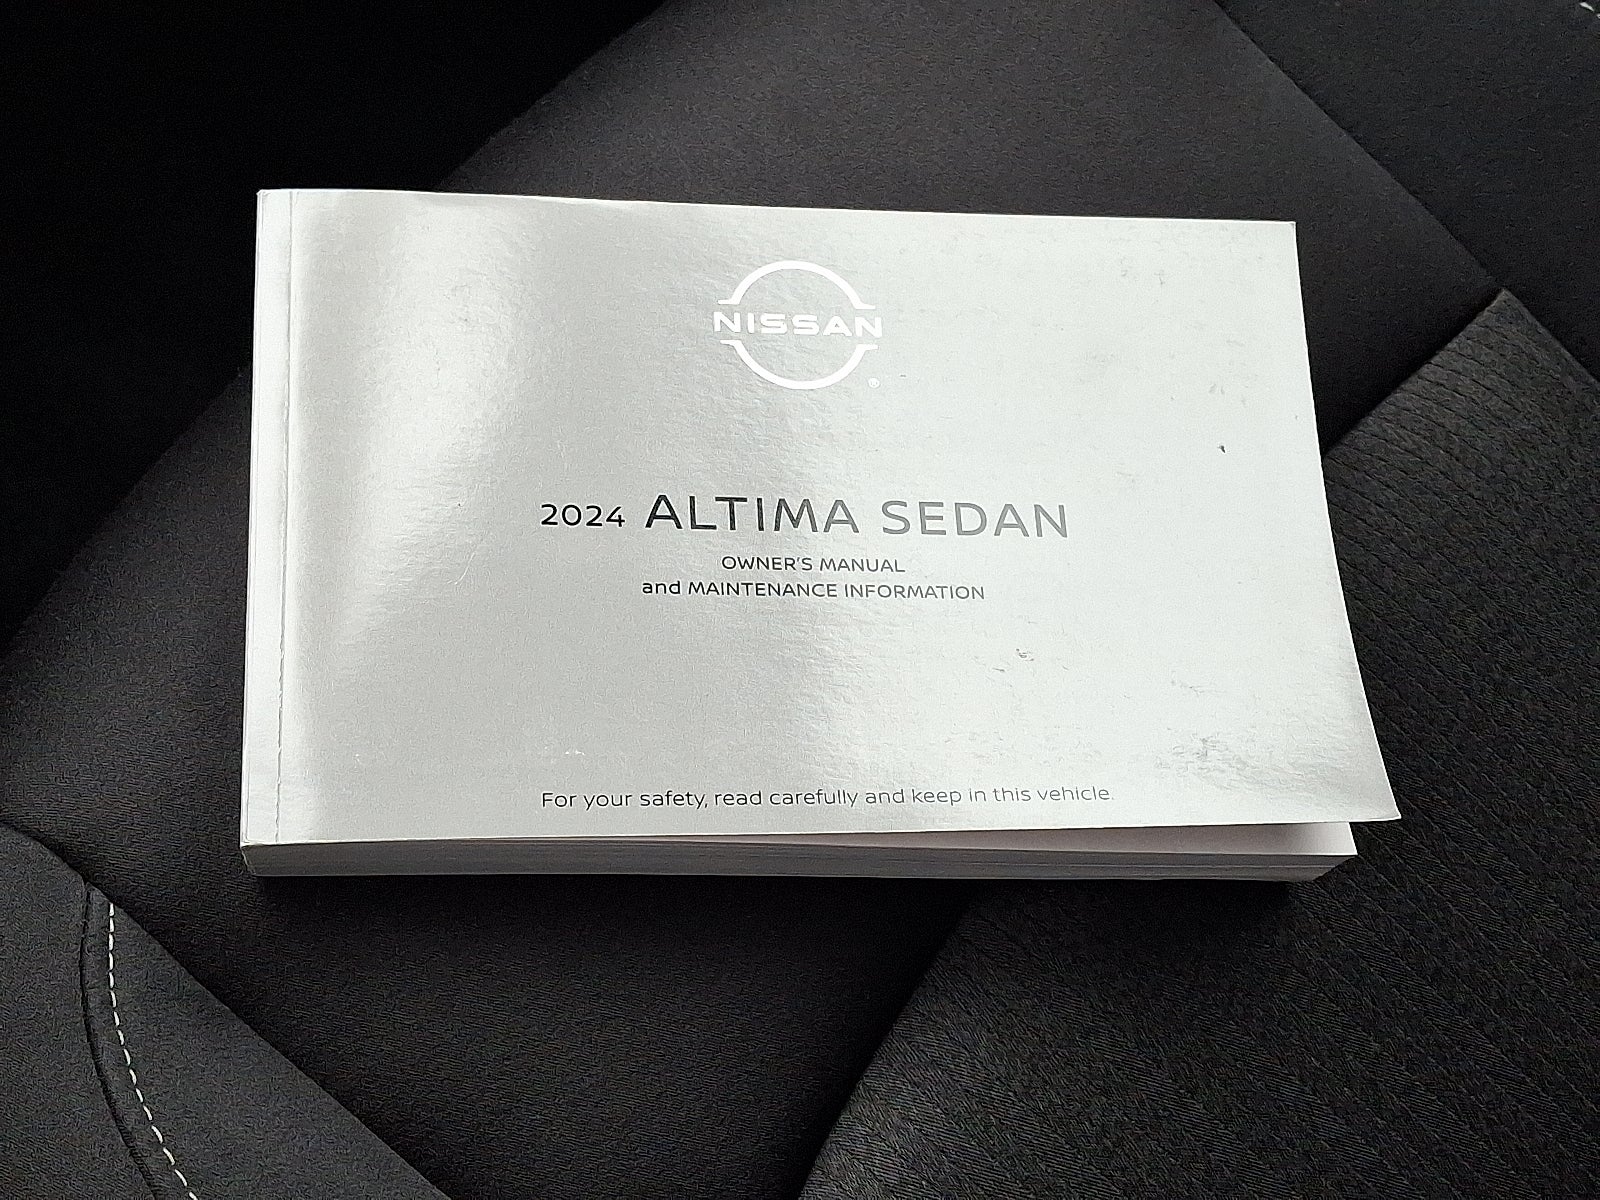 NISSAN
®
2024 ALTIMA SEDAN
OWNER'S MANUAL
and MAINTENANCE INFORMATION
For your safety, read carefully and keep in this vehicle.